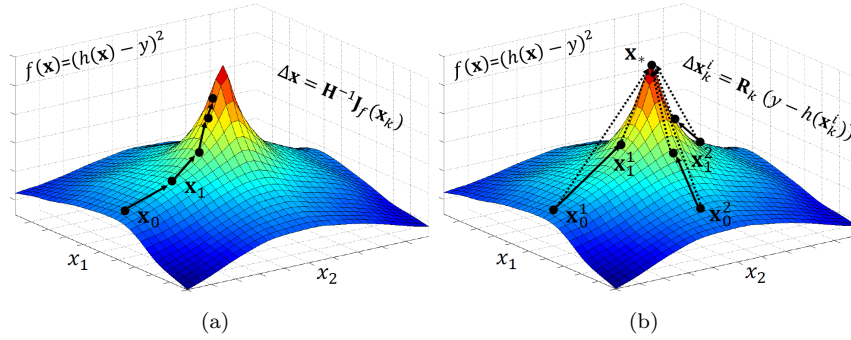 f(x)=(h(x) − y)²
Δx = H⁻¹J_f(x_k)
x₀
x₁
x₁
x₂
(a)
f(x)=(h(x) − y)²
x_*
Δx_k^i = R_k (y − h(x_k^i))
x₁¹
x₁²
x₀¹
x₀²
x₁
x₂
(b)